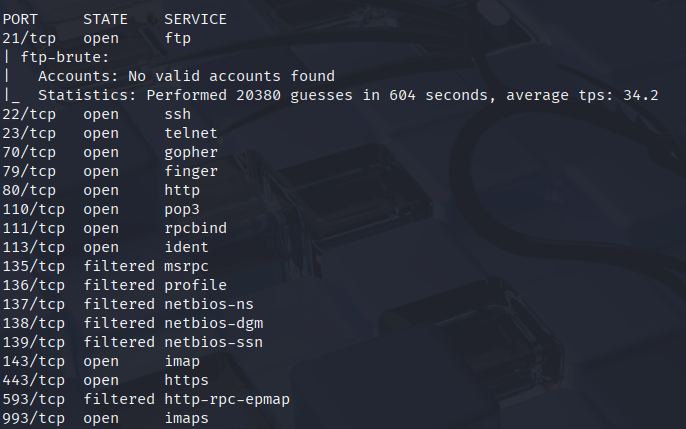 PORT     STATE    SERVICE
21/tcp   open     ftp
| ftp-brute:
|   Accounts: No valid accounts found
|_  Statistics: Performed 20380 guesses in 604 seconds, average tps: 34.2
22/tcp   open     ssh
23/tcp   open     telnet
70/tcp   open     gopher
79/tcp   open     finger
80/tcp   open     http
110/tcp  open     pop3
111/tcp  open     rpcbind
113/tcp  open     ident
135/tcp  filtered msrpc
136/tcp  filtered profile
137/tcp  filtered netbios-ns
138/tcp  filtered netbios-dgm
139/tcp  filtered netbios-ssn
143/tcp  open     imap
443/tcp  open     https
593/tcp  filtered http-rpc-epmap
993/tcp  open     imaps